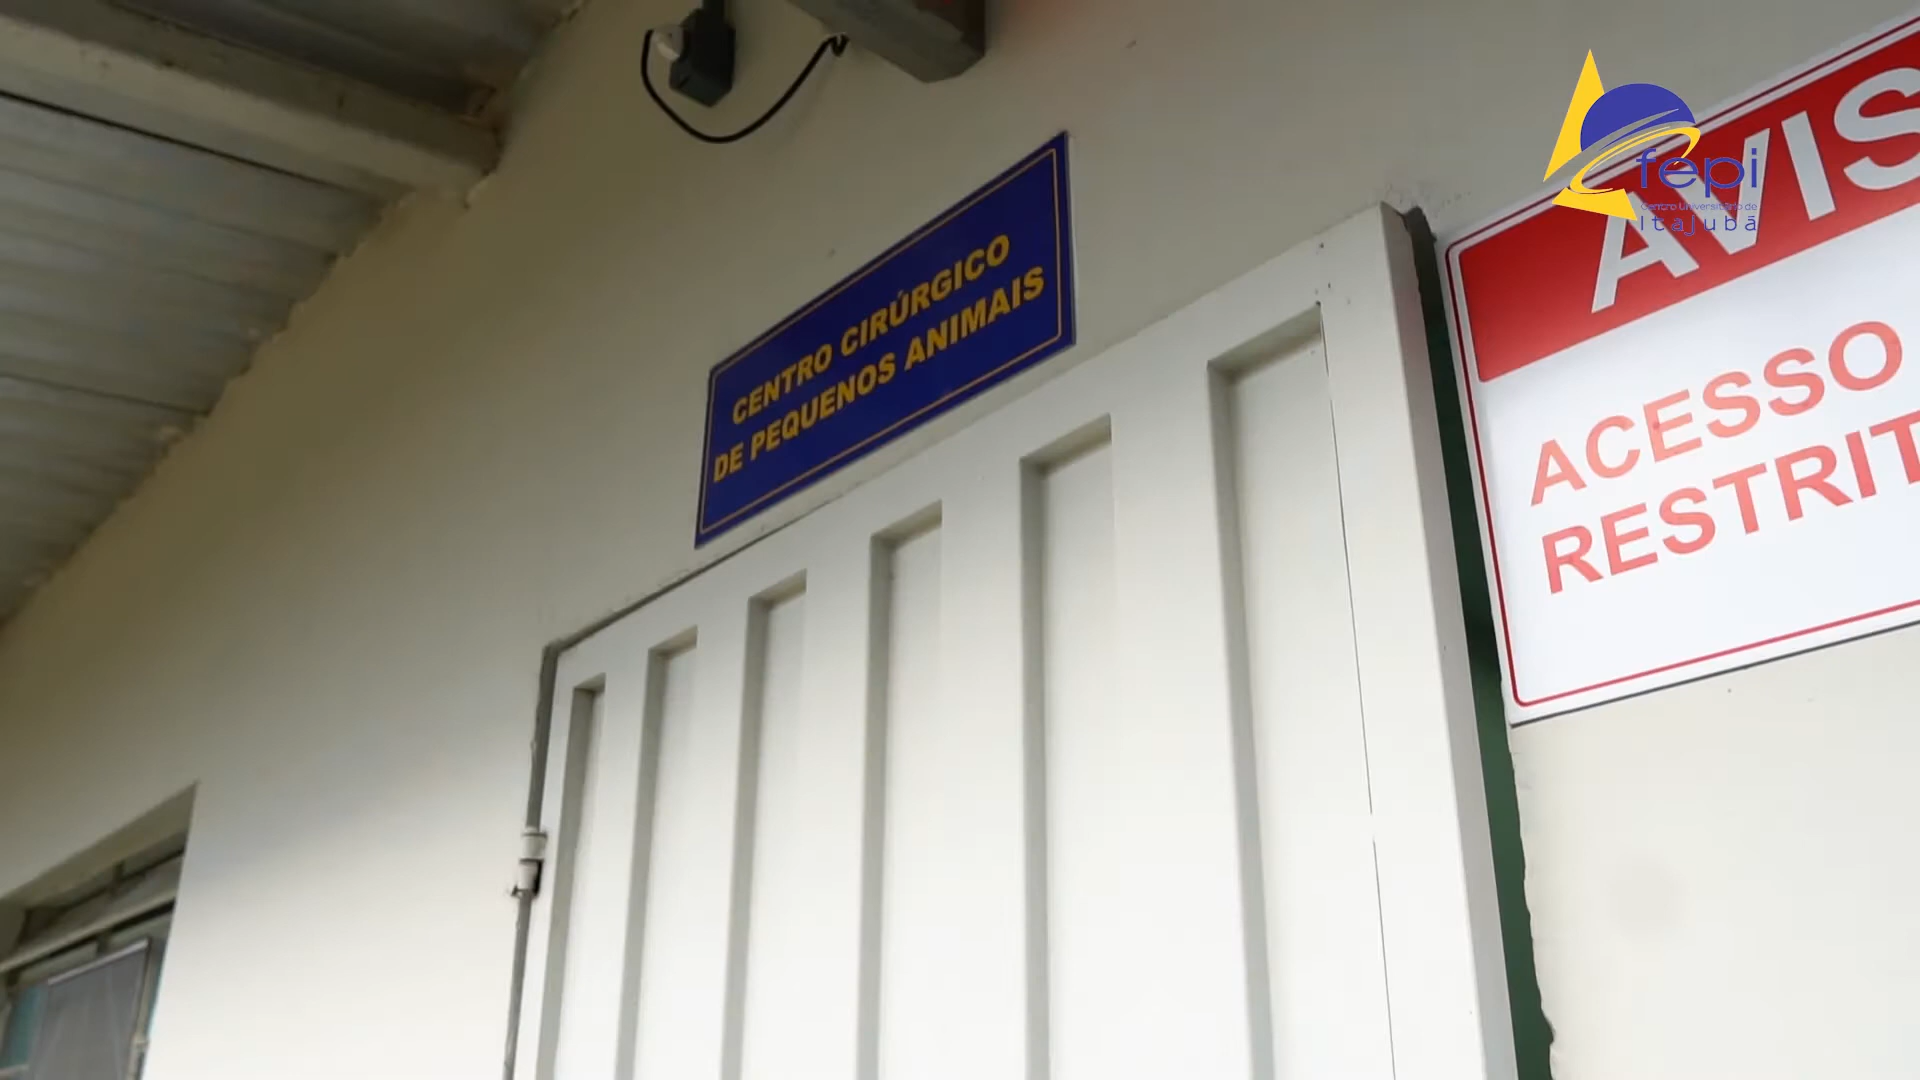 CENTRO CIRÚRGICO
DE PEQUENOS ANIMAIS
AVIS
ACESSO
RESTRIT
fepi
Centro Universitário de
Itajubá